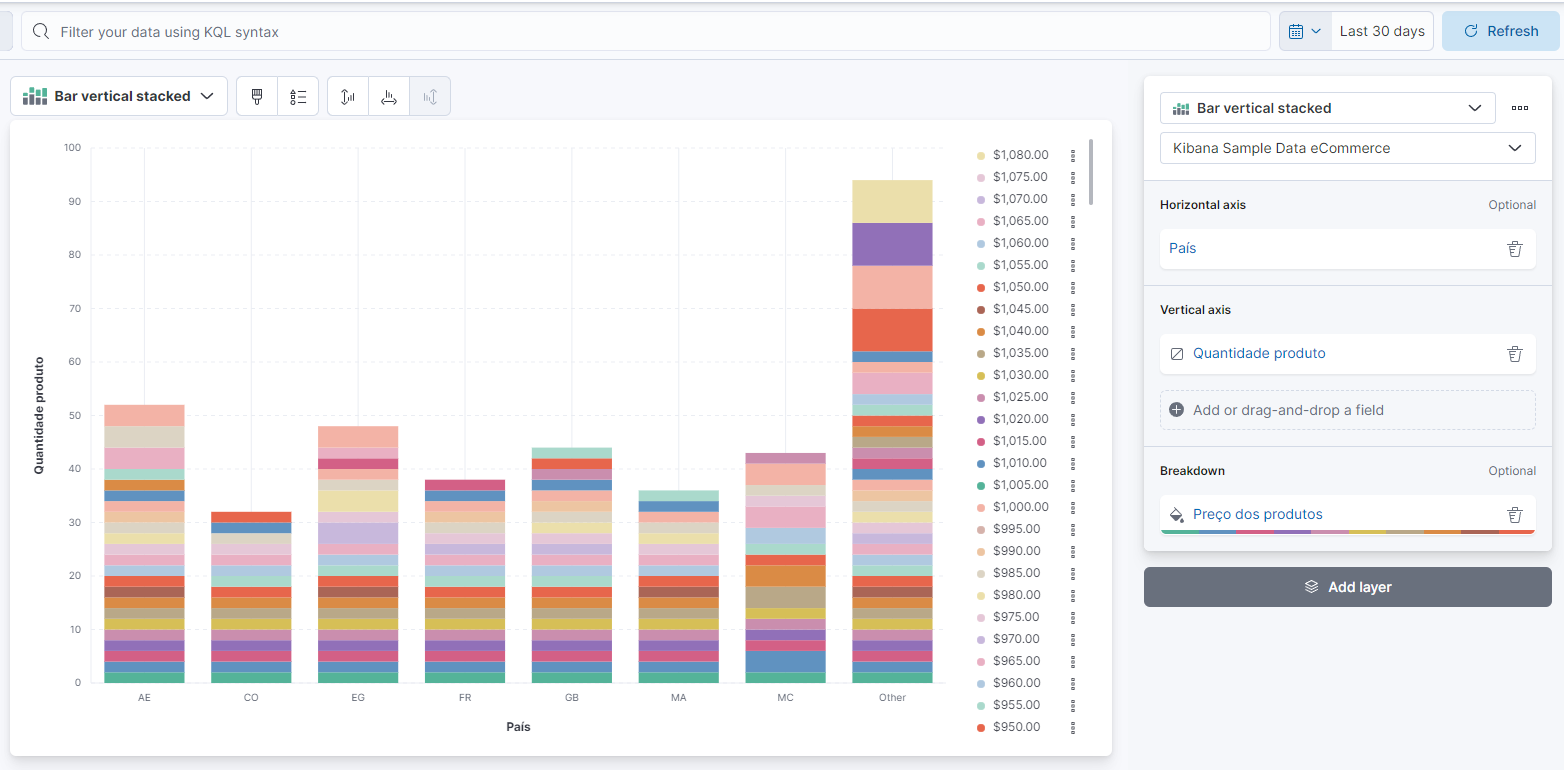 Filter your data using KQL syntax
Last 30 days
Refresh
Bar vertical stacked
100
90
80
70
60
50
40
30
20
10
0
Quantidade produto
AE CO EG FR GB MA MC Other
País
$1,080.00
$1,075.00
$1,070.00
$1,065.00
$1,060.00
$1,055.00
$1,050.00
$1,045.00
$1,040.00
$1,035.00
$1,030.00
$1,025.00
$1,020.00
$1,015.00
$1,010.00
$1,005.00
$1,000.00
$995.00
$990.00
$985.00
$980.00
$975.00
$970.00
$965.00
$960.00
$955.00
$950.00
Bar vertical stacked
Kibana Sample Data eCommerce
Horizontal axis Optional
País
Vertical axis
Quantidade produto
Add or drag-and-drop a field
Breakdown Optional
Preço dos produtos
Add layer